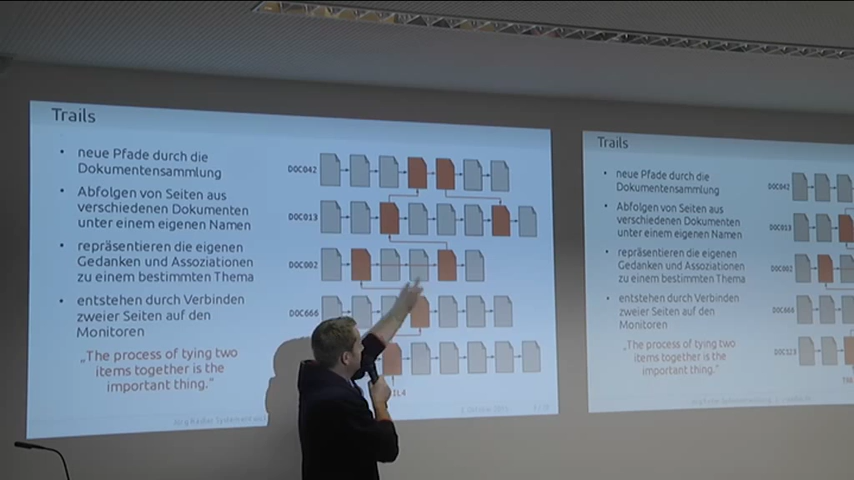 Trails
• neue Pfade durch die
Dokumentensammlung
• Abfolgen von Seiten aus
verschiedenen Dokumenten
unter einem eigenen Namen
• repräsentieren die eigenen
Gedanken und Assoziationen
zu einem bestimmten Thema
• entstehen durch Verbinden
zweier Seiten auf den
Monitoren
„The process of tying two
items together is the
important thing.”
DOC042
DOC013
DOC002
DOC666
Trails
• neue Pfade durch die
Dokumentensammlung
• Abfolgen von Seiten aus
verschiedenen Dokumenten
unter einem eigenen Namen
• repräsentieren die eigenen
Gedanken und Assoziationen
zu einem bestimmten Thema
• entstehen durch Verbinden
zweier Seiten auf den
Monitoren
„The process of tying two
items together is the
important thing.”
DOC042
DOC013
DOC002
DOC666
DOC123